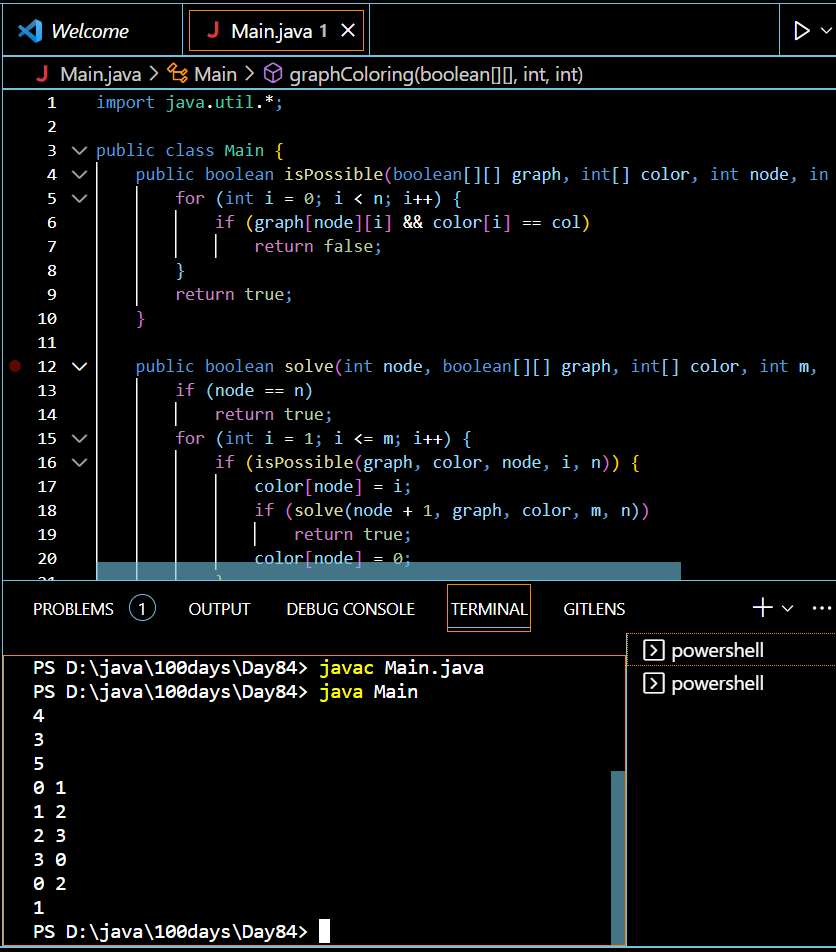 Welcome
Main.java 1
Main.java > Main > graphColoring(boolean[][], int, int)
1 import java.util.*;
2
3 public class Main {
4 public boolean isPossible(boolean[][] graph, int[] color, int node, in
5 for (int i = 0; i < n; i++) {
6 if (graph[node][i] && color[i] == col)
7 return false;
8 }
9 return true;
10 }
11
12 public boolean solve(int node, boolean[][] graph, int[] color, int m,
13 if (node == n)
14 return true;
15 for (int i = 1; i <= m; i++) {
16 if (isPossible(graph, color, node, i, n)) {
17 color[node] = i;
18 if (solve(node + 1, graph, color, m, n))
19 return true;
20 color[node] = 0;
21 }
PROBLEMS 1 OUTPUT DEBUG CONSOLE TERMINAL GITLENS
PS D:\java\100days\Day84> javac Main.java
PS D:\java\100days\Day84> java Main
4
3
5
0 1
1 2
2 3
3 0
0 2
1
PS D:\java\100days\Day84>
powershell
powershell